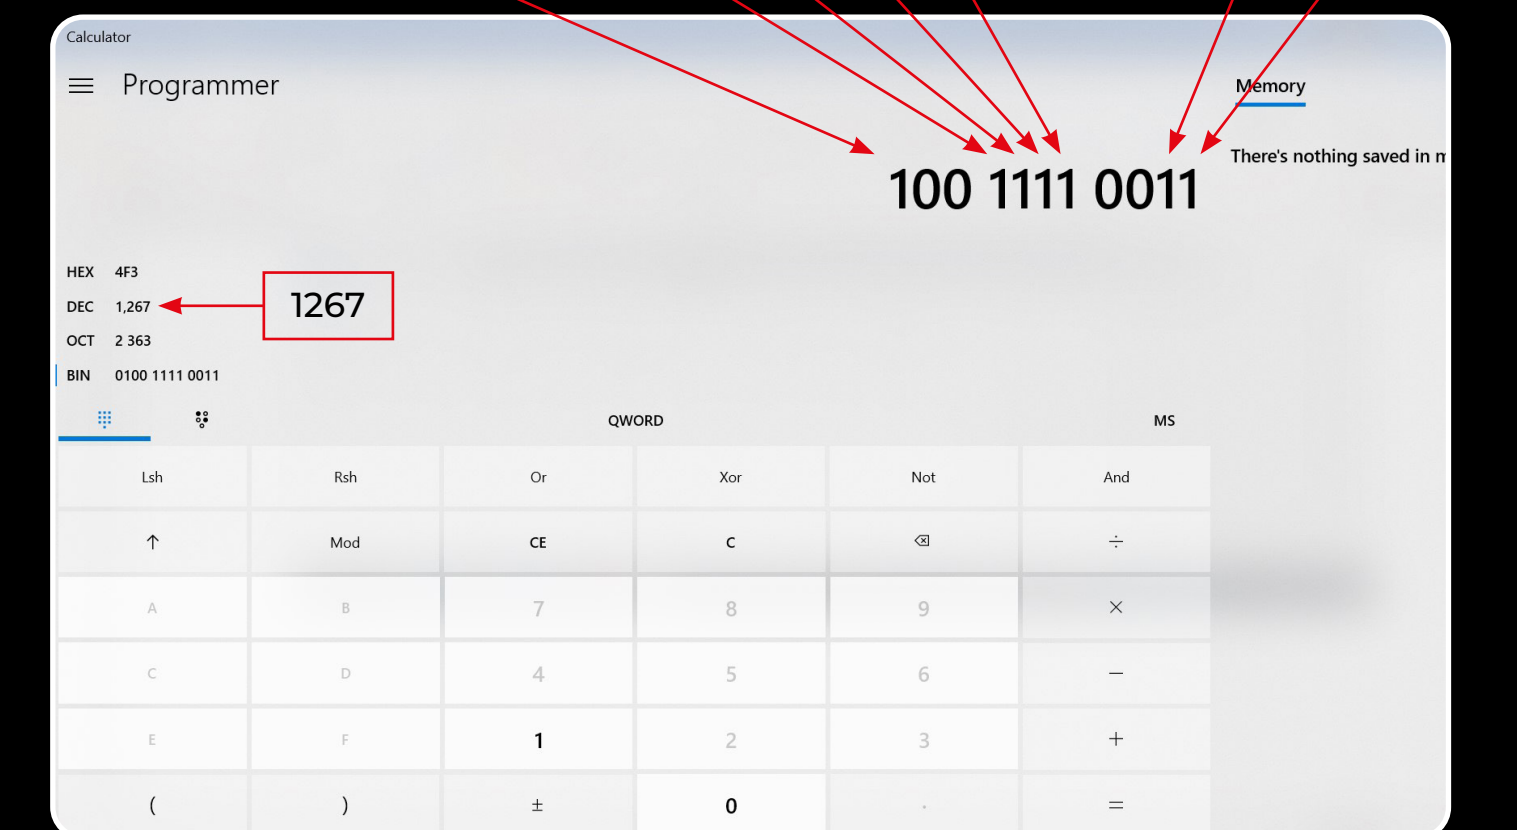 Calculator
Programmer
Memory
There's nothing saved in
100 1111 0011
HEX 4F3
DEC 1,267
1267
OCT 2 363
BIN 0100 1111 0011
QWORD MS
Lsh Rsh Or Xor Not And
↑ Mod CE C ÷
A B 7 8 9 ×
C D 4 5 6 −
E F 1 2 3 +
( ) ± 0 . =